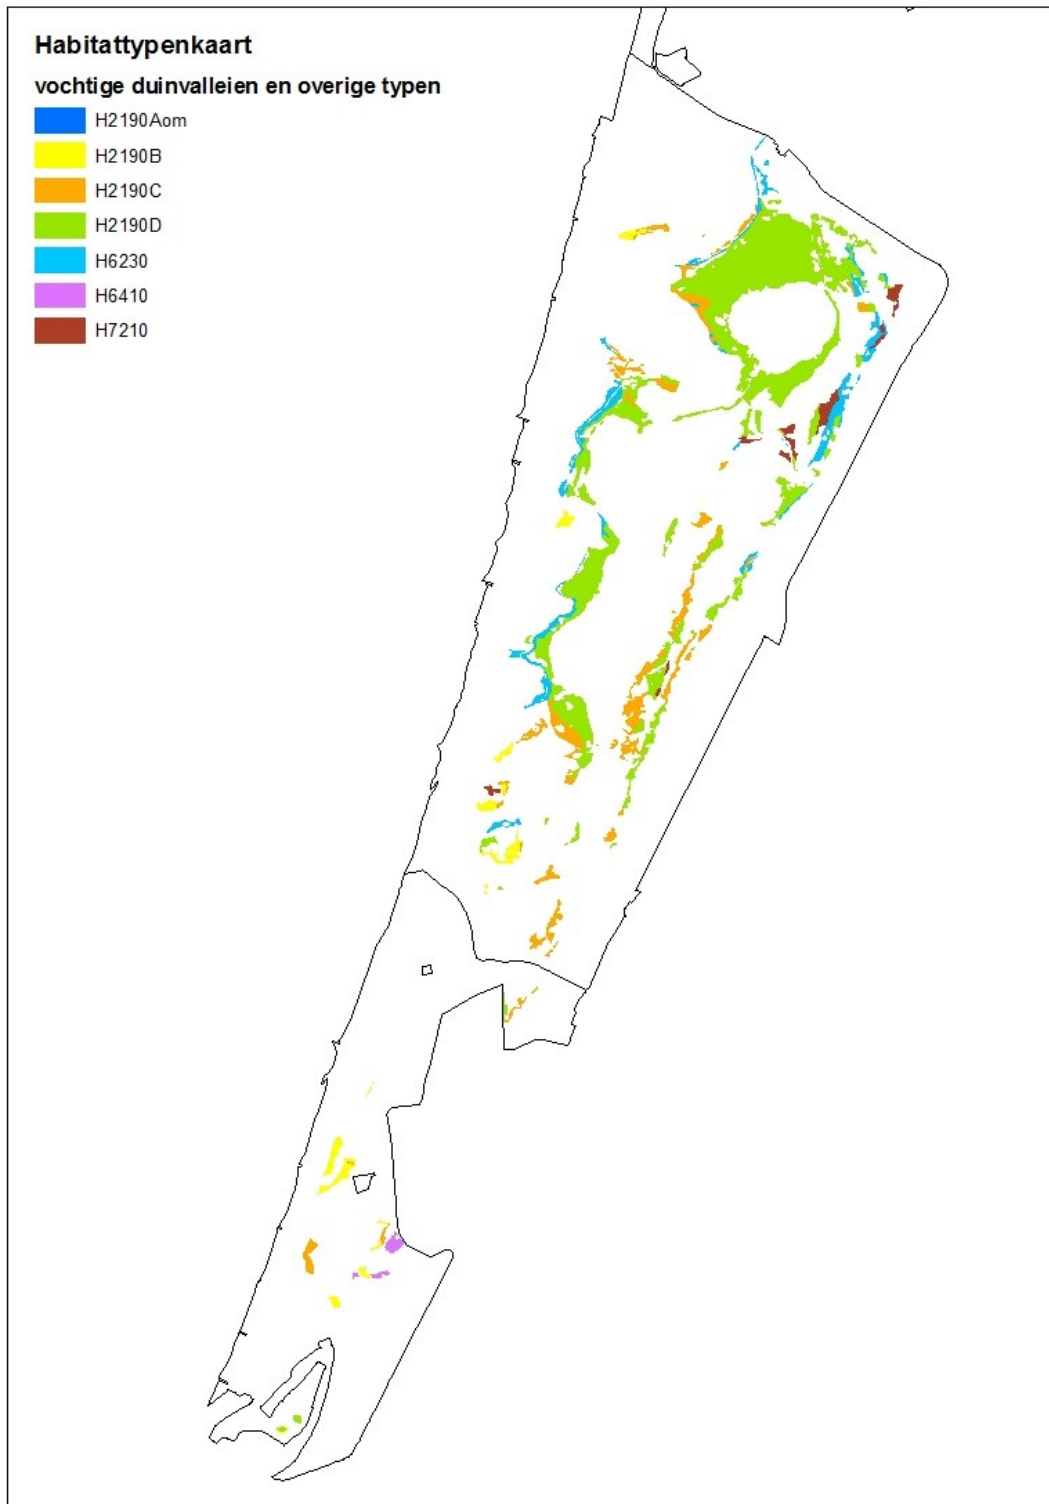 Habitattypenkaart
vochtige duinvalleien en overige typen
H2190Aom
H2190B
H2190C
H2190D
H6230
H6410
H7210